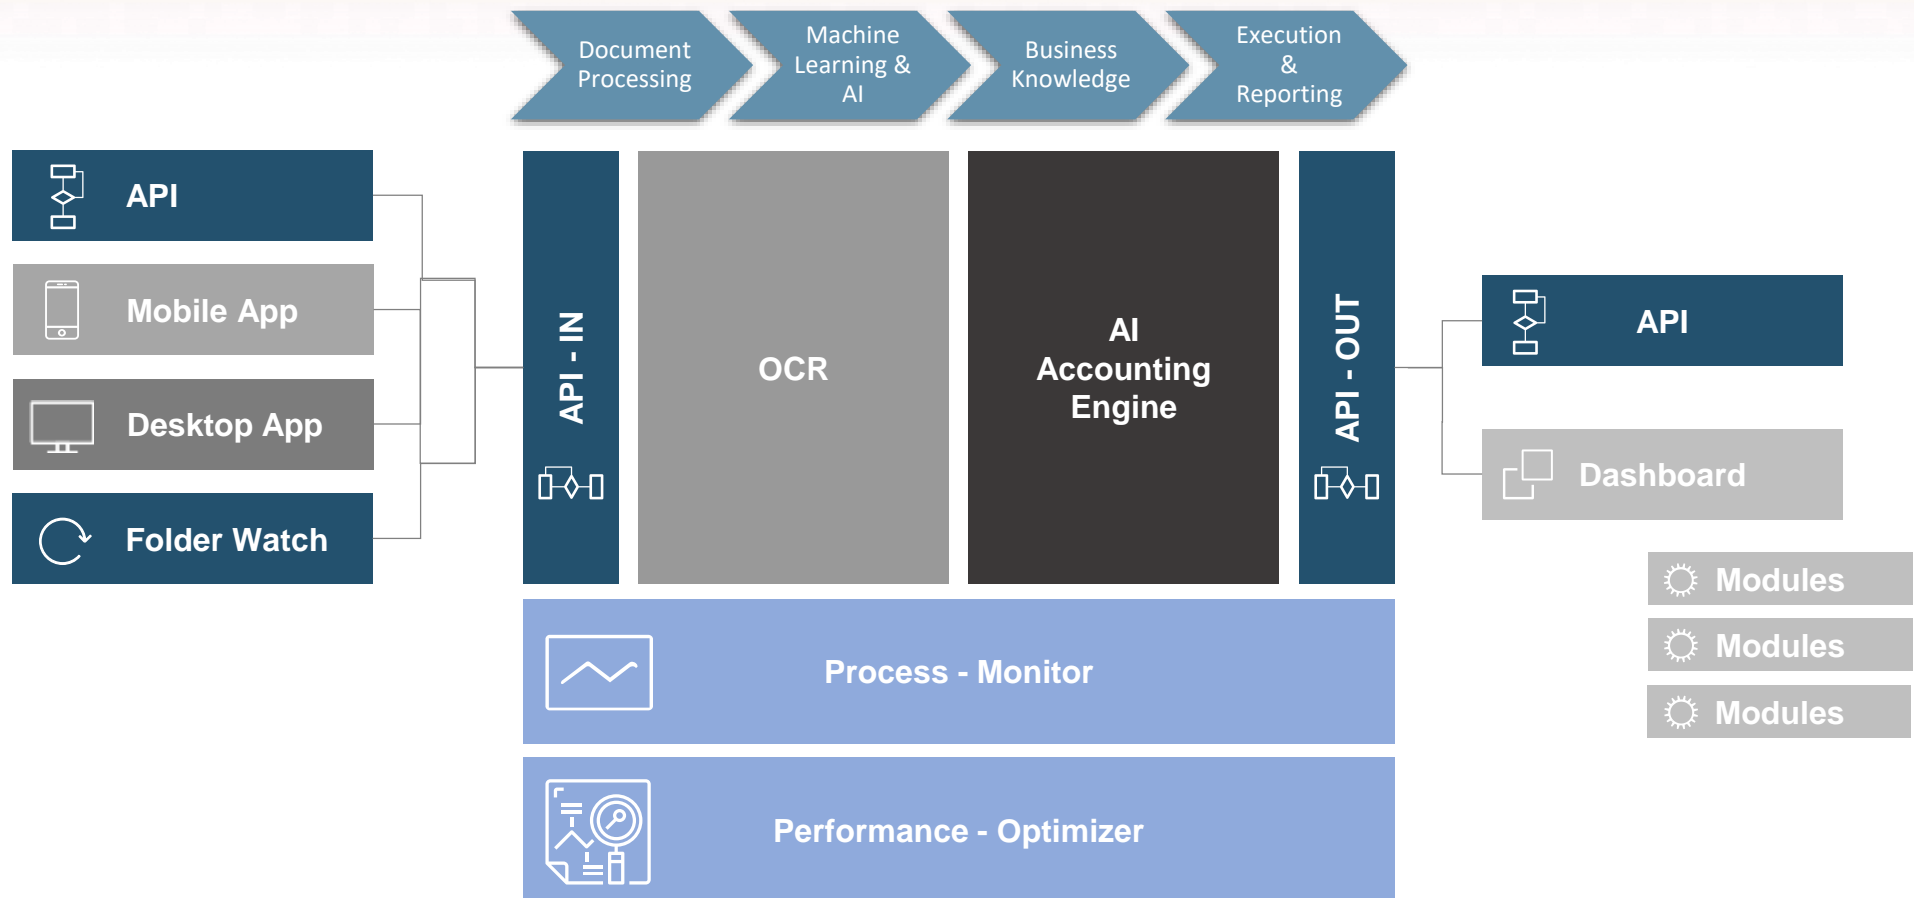 Document
Processing
Machine
Learning &
AI
Business
Knowledge
Execution
&
Reporting
API
Mobile App
Desktop App
Folder Watch
API - IN
OCR
AI
Accounting
Engine
API - OUT
API
Dashboard
Modules
Modules
Modules
Process - Monitor
Performance - Optimizer